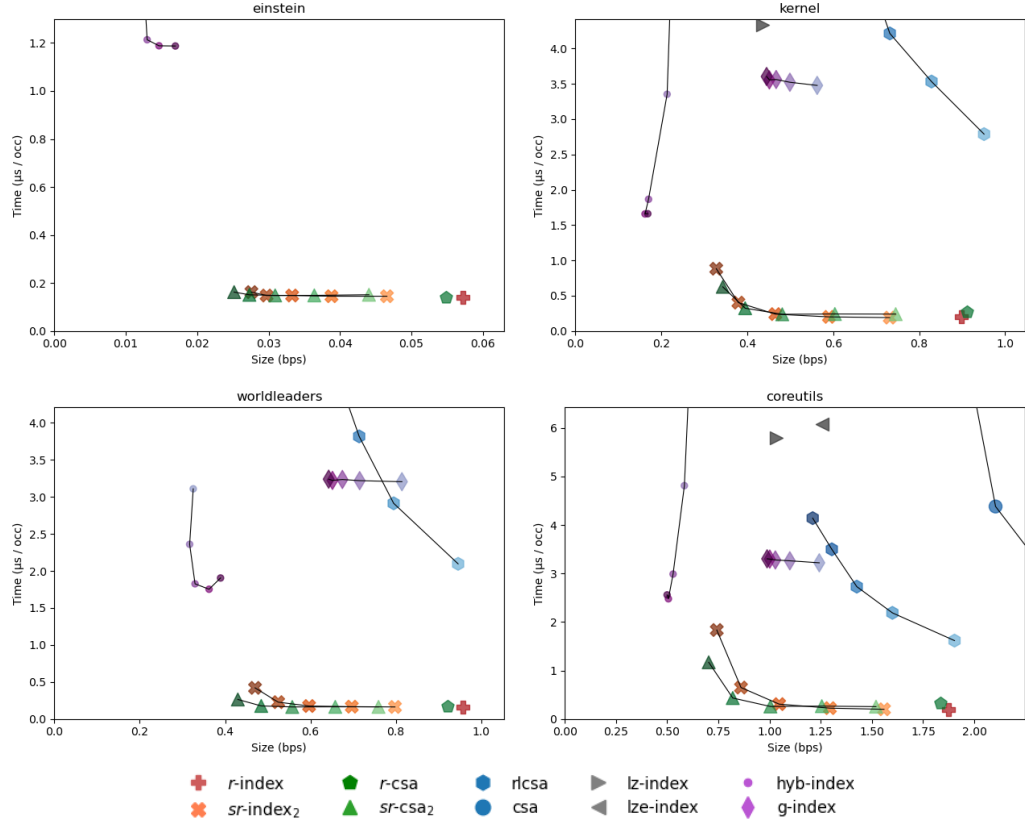 einstein
Time (μs / occ)
1.2
1.0
0.8
0.6
0.4
0.2
0.0
0.00 0.01 0.02 0.03 0.04 0.05 0.06
Size (bps)
kernel
Time (μs / occ)
4.0
3.5
3.0
2.5
2.0
1.5
1.0
0.5
0.0
0.0 0.2 0.4 0.6 0.8 1.0
Size (bps)
worldleaders
Time (μs / occ)
4.0
3.5
3.0
2.5
2.0
1.5
1.0
0.5
0.0
0.0 0.2 0.4 0.6 0.8 1.0
Size (bps)
coreutils
Time (μs / occ)
6
5
4
3
2
1
0
0.00 0.25 0.50 0.75 1.00 1.25 1.50 1.75 2.00
Size (bps)
r-index r-csa rlcsa lz-index hyb-index
sr-index₂ sr-csa₂ csa lze-index g-index